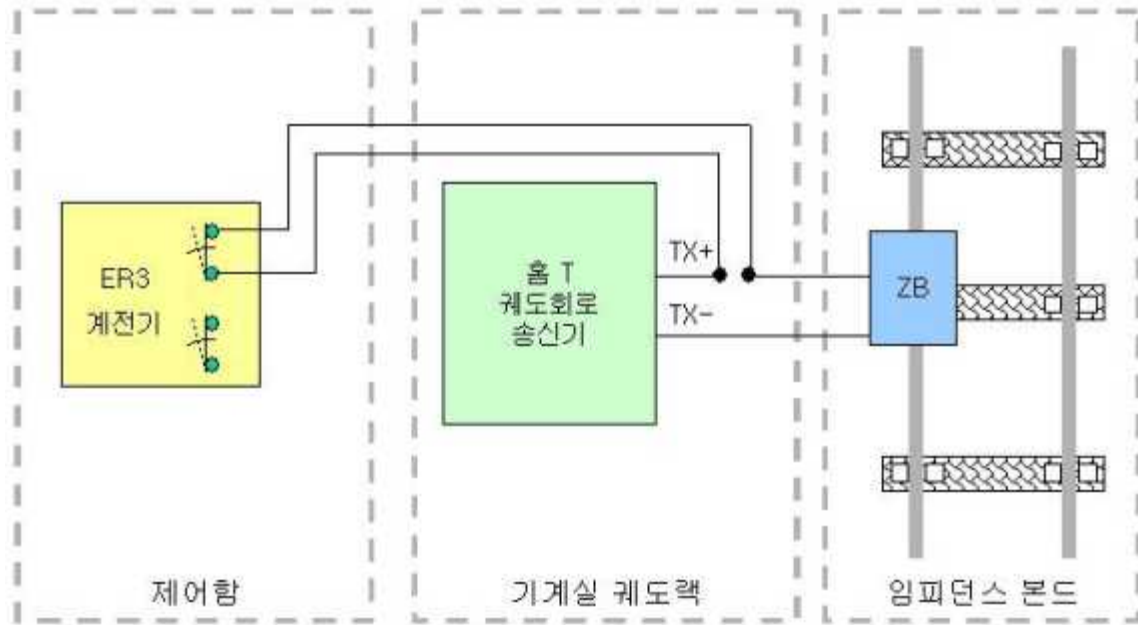 ER3
계전기
홈 T
궤도회로
송신기
TX+
TX-
ZB
제어함
기계실 궤도랙
임피던스 본드